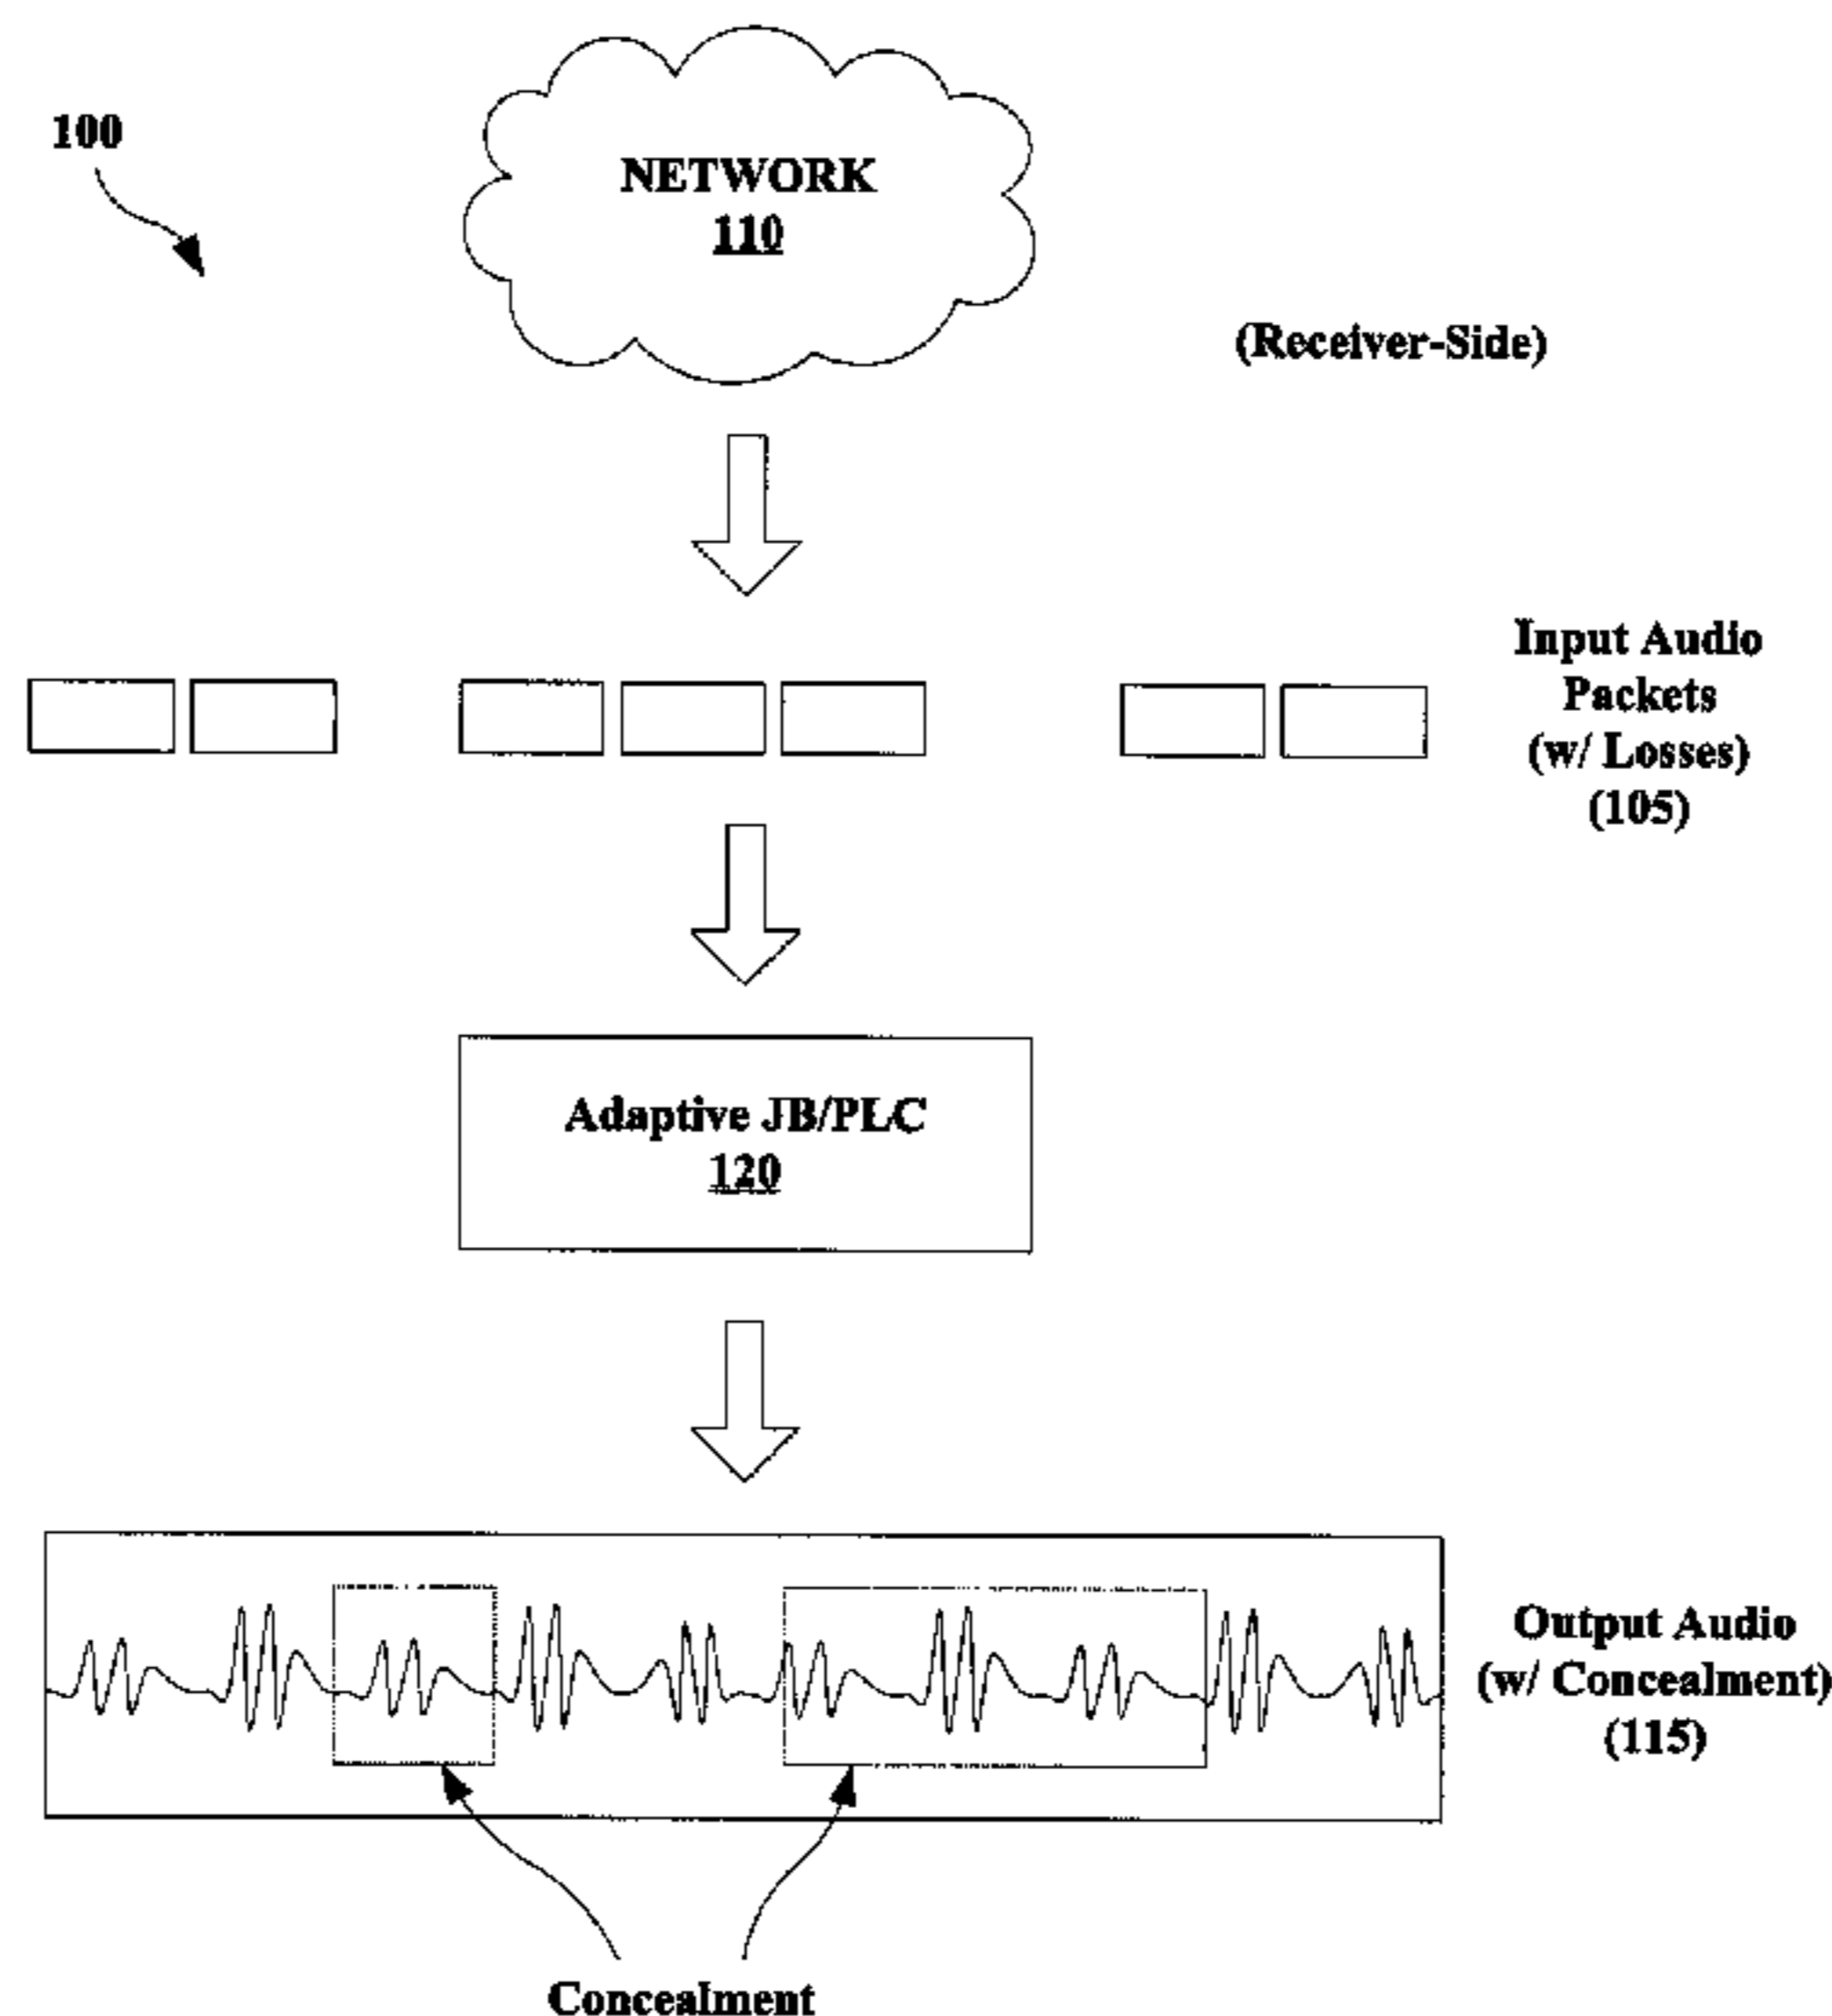 100
NETWORK
110
(Receiver-Side)
Input Audio
Packets
(w/ Losses)
(105)
Adaptive JB/PLC
120
Output Audio
(w/ Concealment)
(115)
Concealment